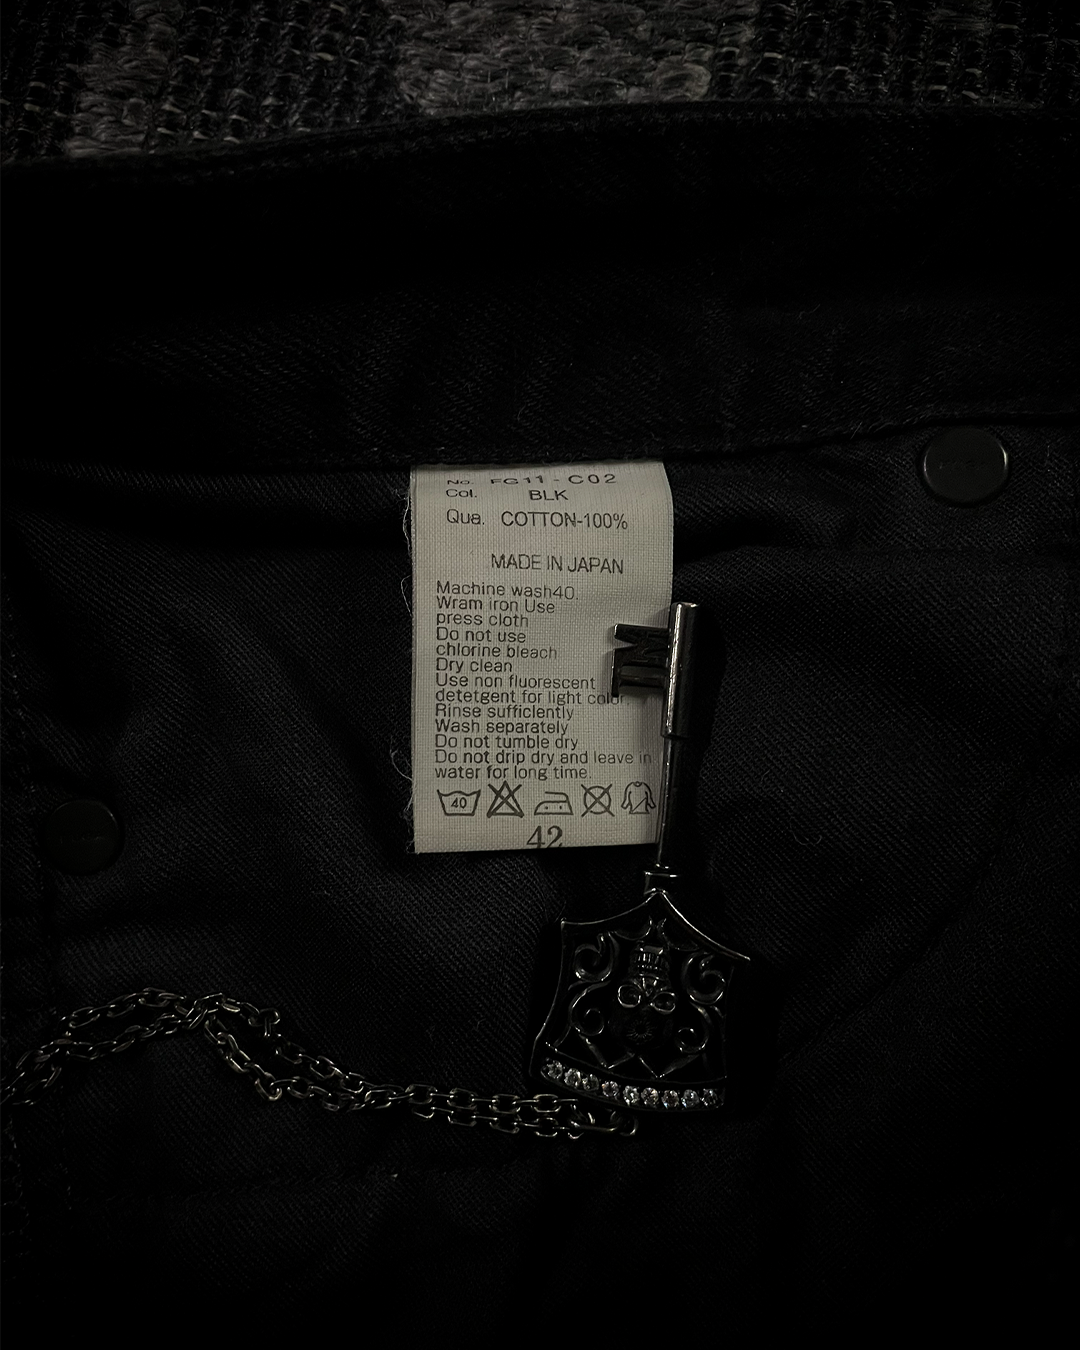 No. FG11-C02
Col. BLK
Qua. COTTON-100%
MADE IN JAPAN
Machine wash40.
Wram iron Use
press cloth
Do not use
chlorine bleach
Dry clean
Use non fluorescent
detetgent for light color
Rinse sufficiently
Wash separately
Do not tumble dry
Do not drip dry and leave in
water for long time.
40
42